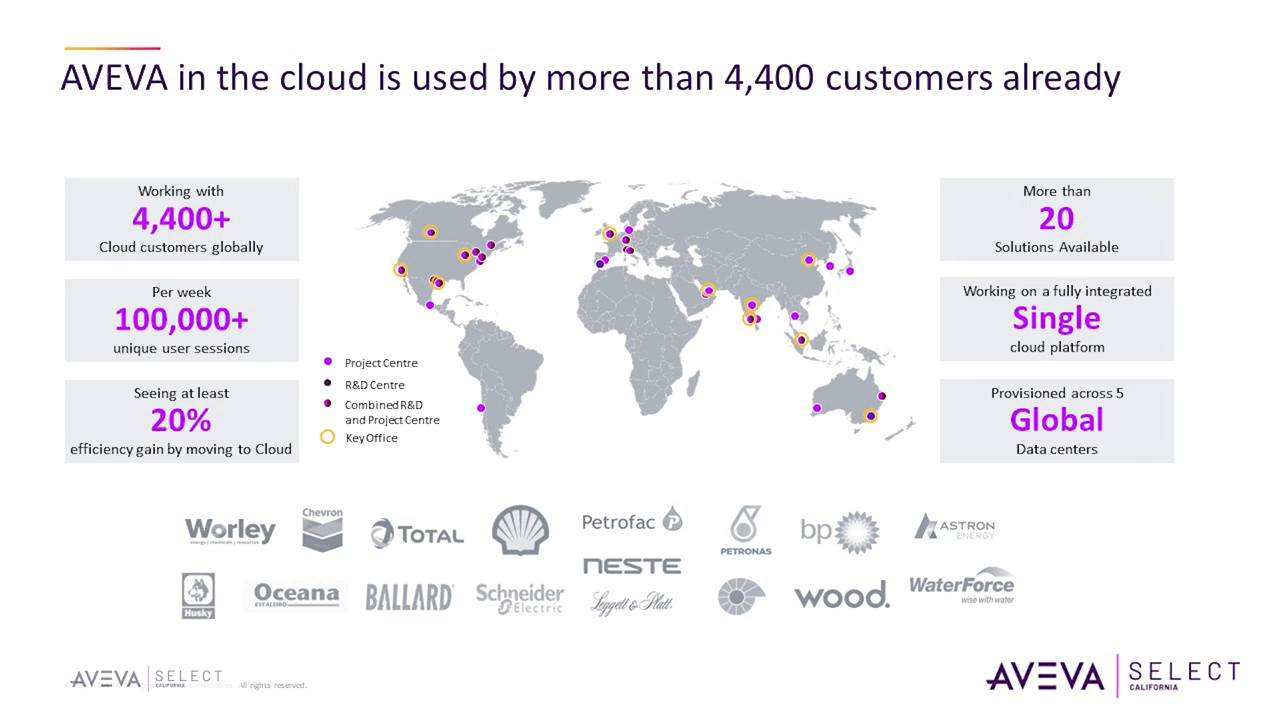 AVEVA in the cloud is used by more than 4,400 customers already
Working with
4,400+
Cloud customers globally
Per week
100,000+
unique user sessions
Seeing at least
20%
efficiency gain by moving to Cloud
Project Centre
R&D Centre
Combined R&D
and Project Centre
Key Office
More than
20
Solutions Available
Working on a fully integrated
Single
cloud platform
Provisioned across 5
Global
Data centers
Worley
energy | chemicals | resources
Chevron
TOTAL
Petrofac
NESTE
PETRONAS
bp
ASTRON
ENERGY
Husky
Oceana
ESTALEIRO
BALLARD
Schneider
Electric
Leggett & Platt
wood.
WaterForce
wise with water
AVEVA SELECT
CALIFORNIA
All rights reserved.
AVEVA SELECT
CALIFORNIA